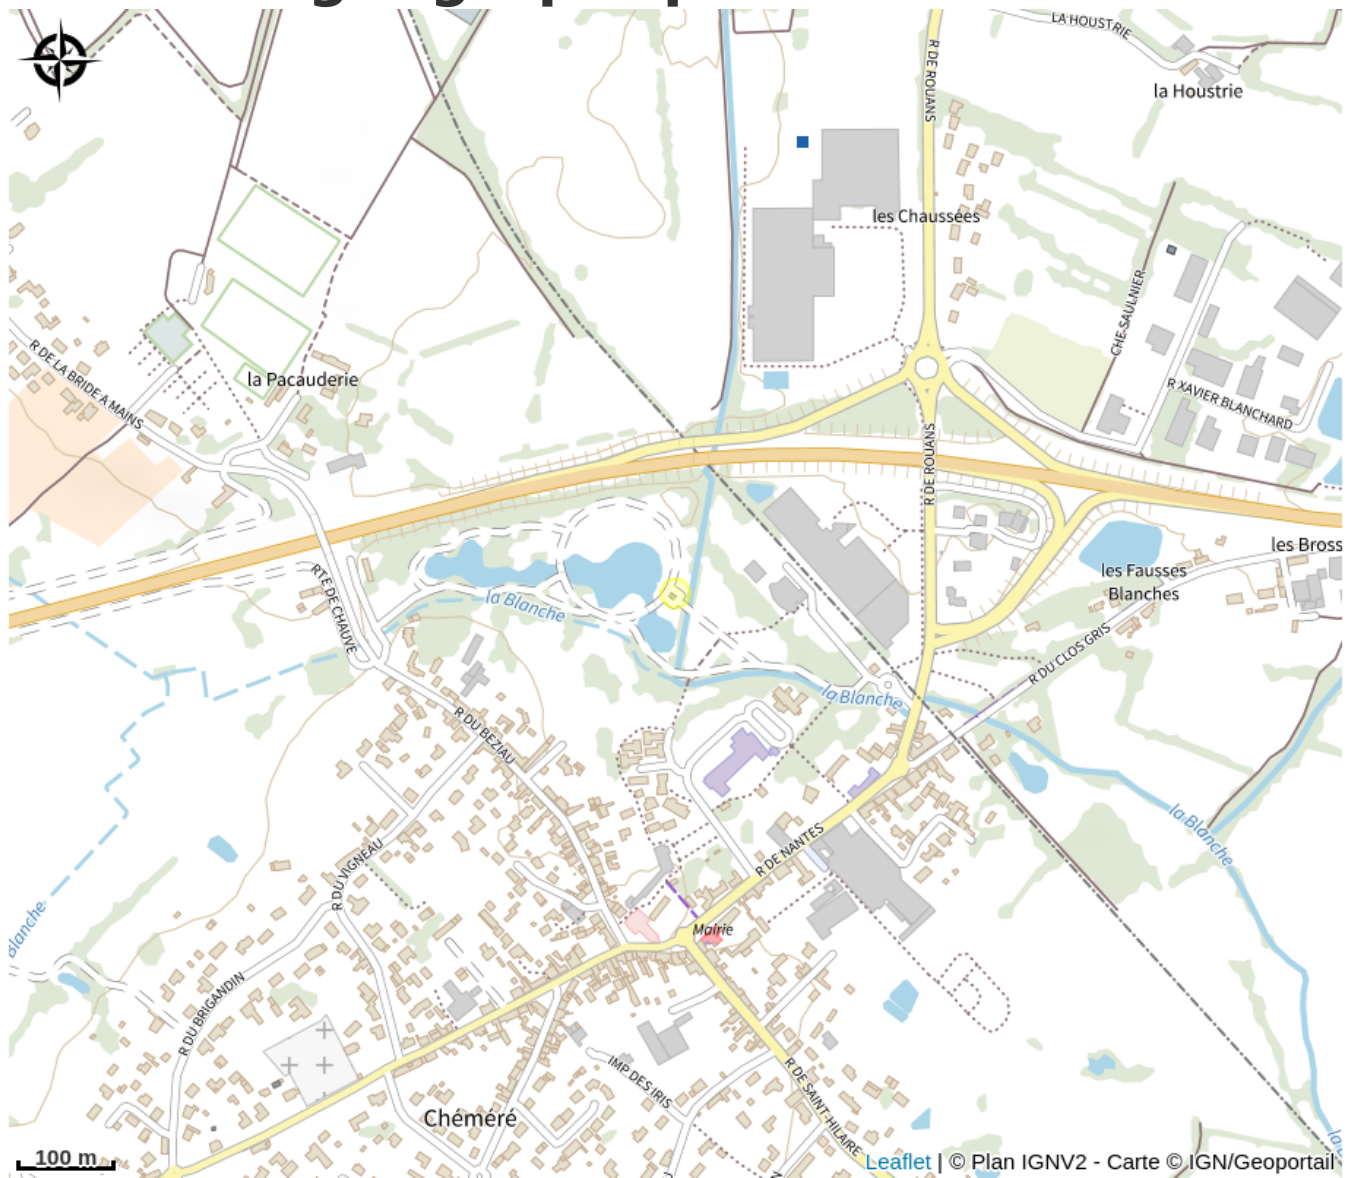 LA HOUSTRIE
la Houstrie
R DE ROUANS
les Chaussées
CHE SAULNIER
R DE LA BRIDE A MAINS
la Pacauderie
R XAVIER BLANCHARD
R DE ROUANS
les Bross
les Fausses
Blanches
RTE DE CHAUVE
la Blanche
R DU CLOS GRIS
la Blanche
R DU BEZIAU
la Blanche
R DE NANTES
R DU VIGNEAU
Blanche
Mairie
R DU BRIGANDIN
IMP DES IRIS
R DE SAINT-HILAIRE
Chéméré
100 m
Leaflet | © Plan IGNV2 - Carte © IGN/Geoportail